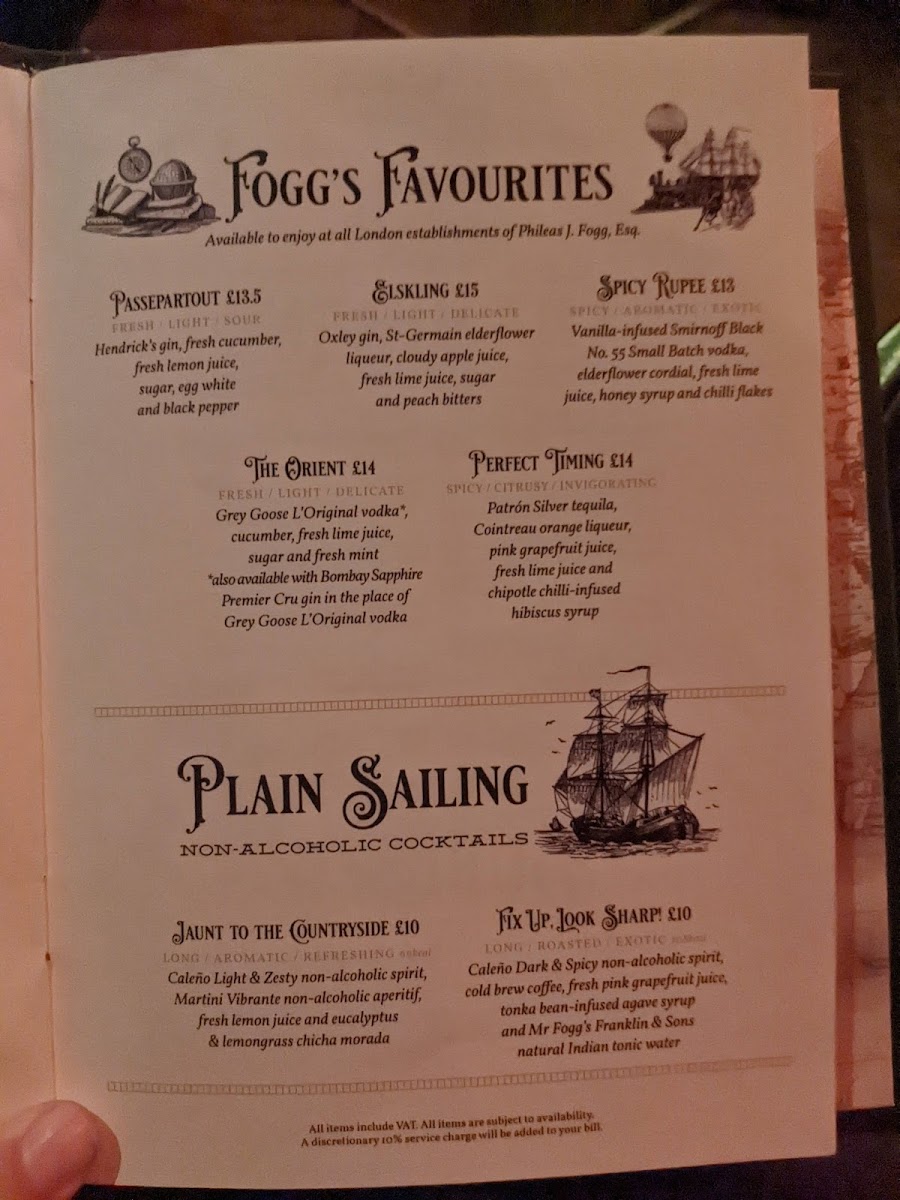 Fogg's Favourites
Available to enjoy at all London establishments of Phileas J. Fogg, Esq.
Passepartout £13.5
FRESH / LIGHT / SOUR
Hendrick's gin, fresh cucumber,
fresh lemon juice,
sugar, egg white
and black pepper
Elskling £15
FRESH / LIGHT / DELICATE
Oxley gin, St-Germain elderflower
liqueur, cloudy apple juice,
fresh lime juice, sugar
and peach bitters
Spicy Rupee £13
SPICY / AROMATIC / EXOTIC
Vanilla-infused Smirnoff Black
No. 55 Small Batch vodka,
elderflower cordial, fresh lime
juice, honey syrup and chilli flakes
The Orient £14
FRESH / LIGHT / DELICATE
Grey Goose L'Original vodka*,
cucumber, fresh lime juice,
sugar and fresh mint
*also available with Bombay Sapphire
Premier Cru gin in the place of
Grey Goose L'Original vodka
Perfect Timing £14
SPICY / CITRUSY / INVIGORATING
Patrón Silver tequila,
Cointreau orange liqueur,
pink grapefruit juice,
fresh lime juice and
chipotle chilli-infused
hibiscus syrup
Plain Sailing
NON-ALCOHOLIC COCKTAILS
Jaunt to the Countryside £10
LONG / AROMATIC / REFRESHING
Caleño Light & Zesty non-alcoholic spirit,
Martini Vibrante non-alcoholic aperitif,
fresh lemon juice and eucalyptus
& lemongrass chicha morada
Fix Up, Look Sharp! £10
LONG / ROASTED / EXOTIC
Caleño Dark & Spicy non-alcoholic spirit,
cold brew coffee, fresh pink grapefruit juice,
tonka bean-infused agave syrup
and Mr Fogg's Franklin & Sons
natural Indian tonic water
All items include VAT. All items are subject to availability.
A discretionary 10% service charge will be added to your bill.